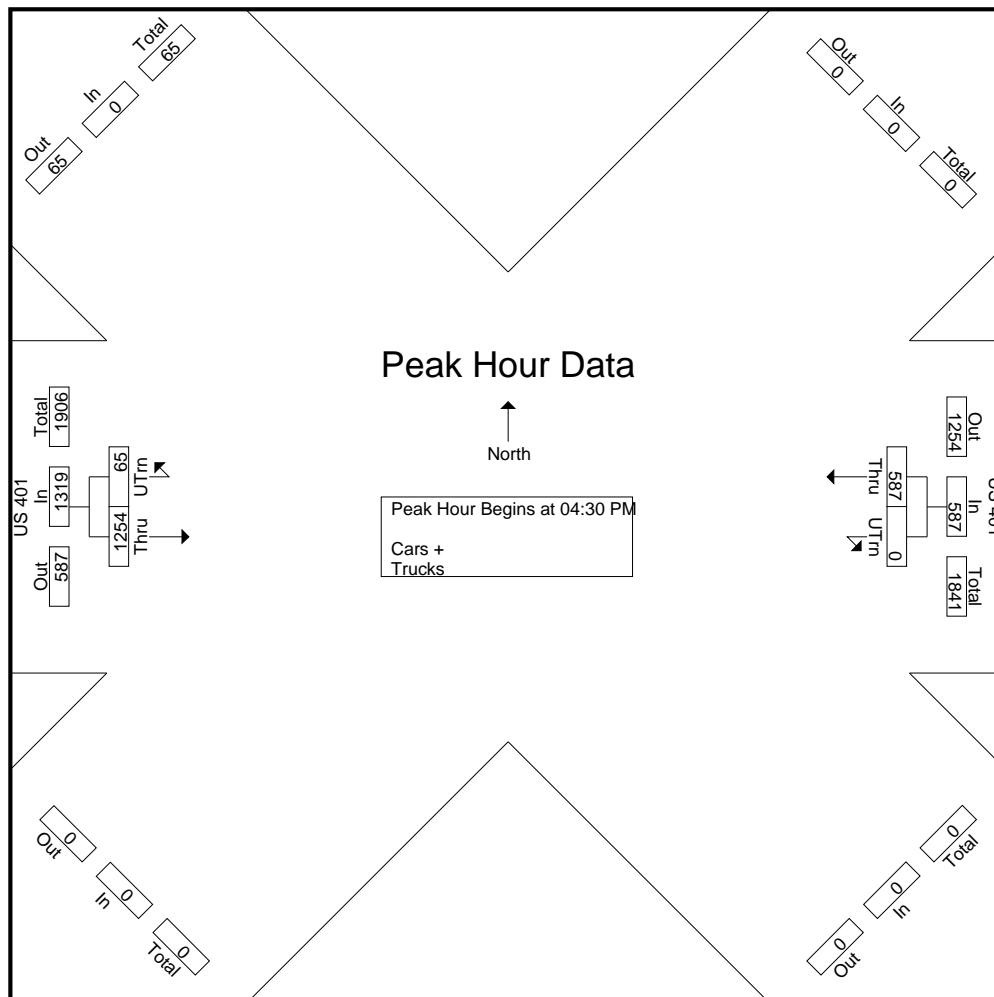 Total
65
In
0
Out
65
Out
0
In
0
Total
0
Peak Hour Data
North
Peak Hour Begins at 04:30 PM
Cars +
Trucks
US 401
Total
1906
In
1319
Out
587
65
UTrn
1254
Thru
Thru
587
UTrn
0
Out
1254
In
587
Total
1841
Out
0
In
0
Total
0
Total
0
In
0
Out
0